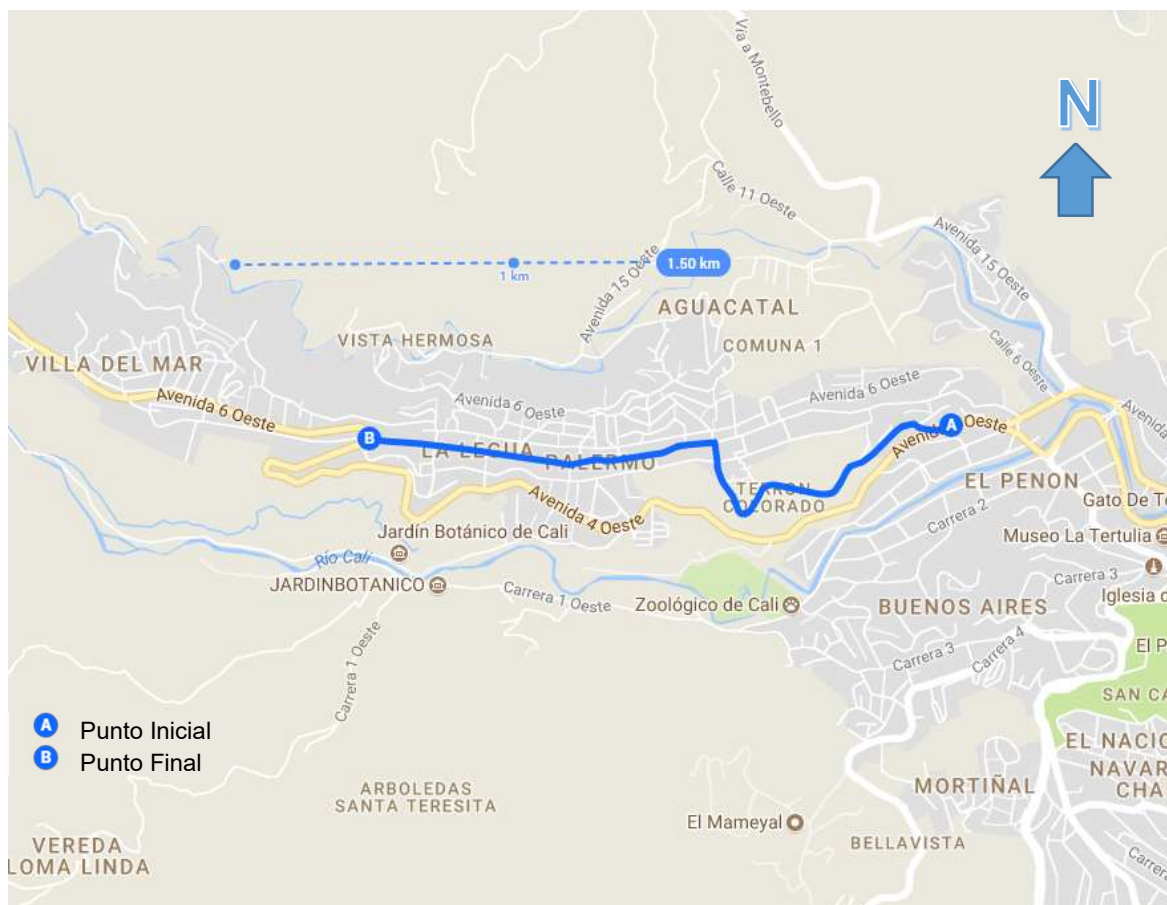 Vía a Montebello
N
Calle 11 Oeste
Avenida 15 Oeste
1.50 km
1 km
Avenida 15 Oeste
AGUACATAL
VISTA HERMOSA
COMUNA 1
Calle 6 Oeste
VILLA DEL MAR
Avenida 6 Oeste
Avenida 6 Oeste
Avenida 6 Oeste
A
Avenida
Oeste
Avenida
B
LA LEGUA
PALERMO
TERRON
COLORADO
EL PENON
Avenida 4 Oeste
Carrera 2
Gato De Te
Jardín Botánico de Cali
Museo La Tertulia
Río Cali
JARDINBOTANICO
Carrera 1 Oeste
Zoológico de Cali
Carrera 3
Iglesia d
BUENOS AIRES
Carrera 3
Carrera 4
El P
Carrera 1 Oeste
SAN CA
A Punto Inicial
B Punto Final
EL NACIO
NAVAR
CHA
ARBOLEDAS
SANTA TERESITA
MORTIÑAL
El Mameyal
BELLAVISTA
VEREDA
LOMA LINDA
Carrera